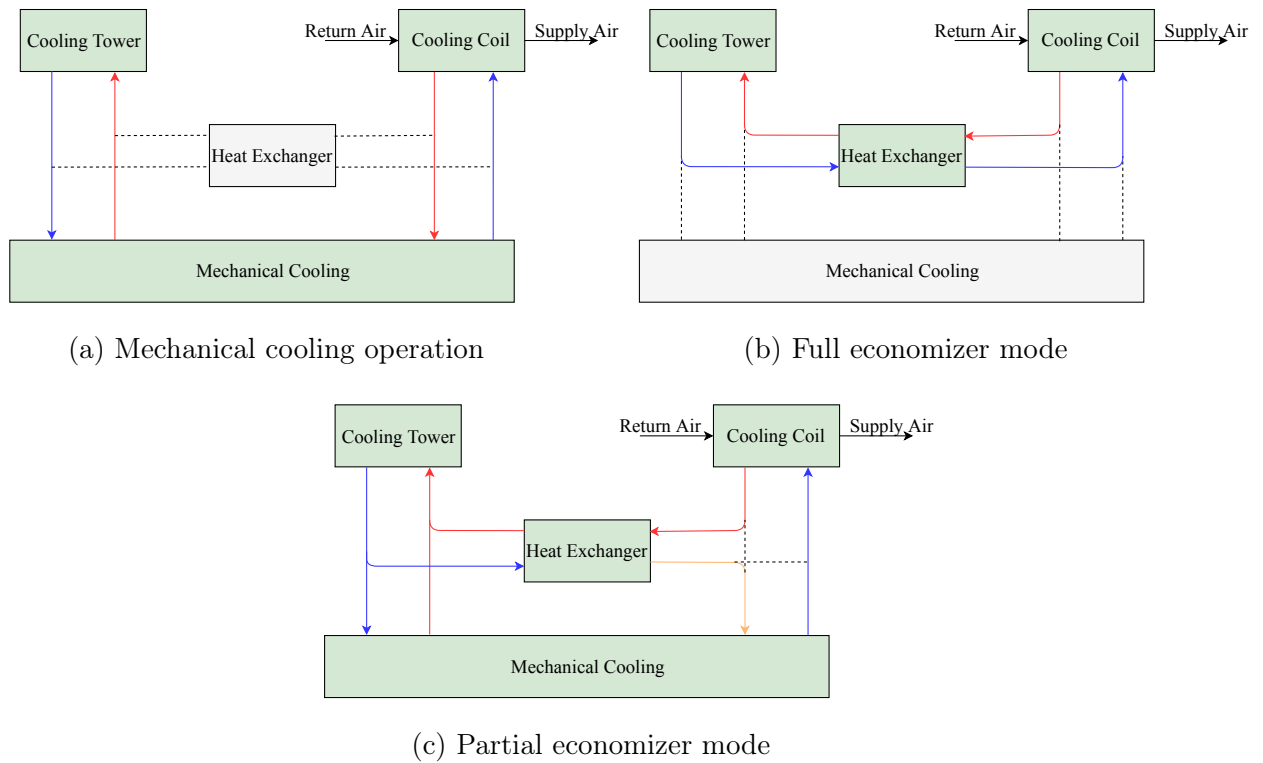 Cooling Tower
Return Air
Cooling Coil
Supply Air
Heat Exchanger
Mechanical Cooling
(a) Mechanical cooling operation
Cooling Tower
Return Air
Cooling Coil
Supply Air
Heat Exchanger
Mechanical Cooling
(b) Full economizer mode
Cooling Tower
Return Air
Cooling Coil
Supply Air
Heat Exchanger
Mechanical Cooling
(c) Partial economizer mode